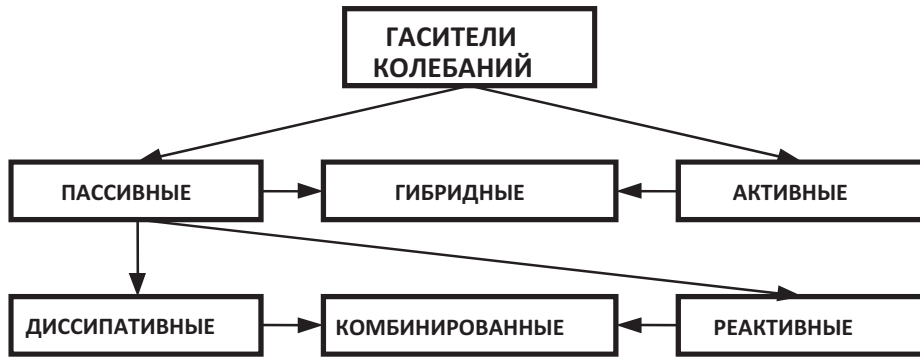 ГАСИТЕЛИ
КОЛЕБАНИЙ
ПАССИВНЫЕ
ГИБРИДНЫЕ
АКТИВНЫЕ
ДИССИПАТИВНЫЕ
КОМБИНИРОВАННЫЕ
РЕАКТИВНЫЕ